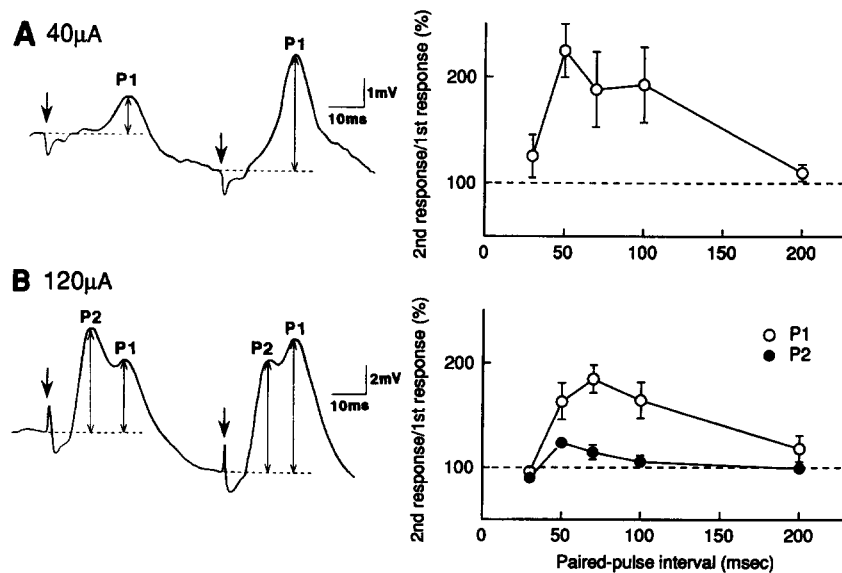 A 40μA
P1
P1
1mV
10ms
2nd response/1st response (%)
200
100
0 50 100 150 200
B 120μA
P2
P1
P2
P1
2mV
10ms
2nd response/1st response (%)
P1
P2
200
100
0 50 100 150 200
Paired-pulse interval (msec)